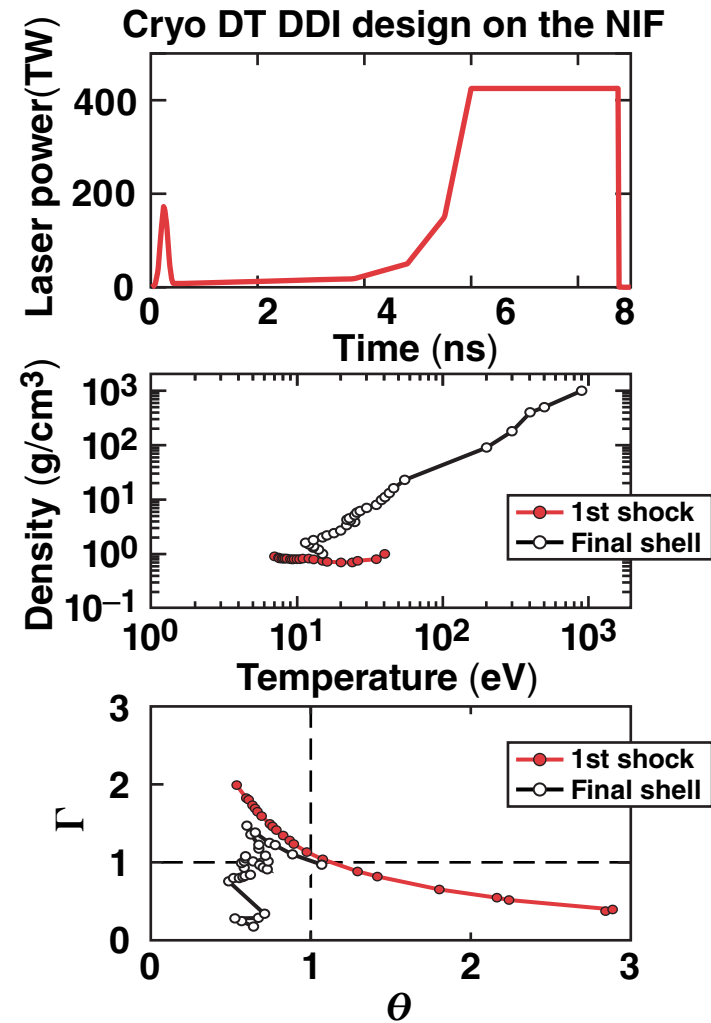 Cryo DT DDI design on the NIF
Laser power(TW)
400
200
0
0 2 4 6 8
Time (ns)
Density (g/cm³)
10³
10²
10¹
10⁰
10⁻¹
1st shock
Final shell
10⁰ 10¹ 10² 10³
Temperature (eV)
Γ
3
2
1
0
1st shock
Final shell
0 1 2 3
θ